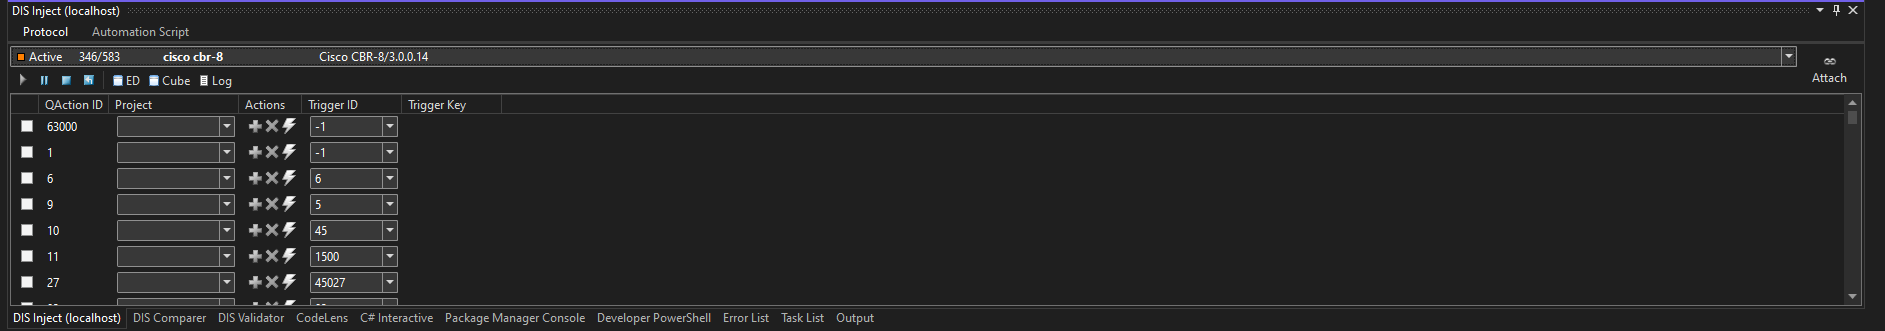 DIS Inject (localhost)
Protocol Automation Script
Active 346/583 cisco cbr-8 Cisco CBR-8/3.0.0.14
ED Cube Log Attach
QAction ID Project Actions Trigger ID Trigger Key
63000 -1
1 -1
6 6
9 5
10 45
11 1500
27 45027
DIS Inject (localhost) DIS Comparer DIS Validator CodeLens C# Interactive Package Manager Console Developer PowerShell Error List Task List Output